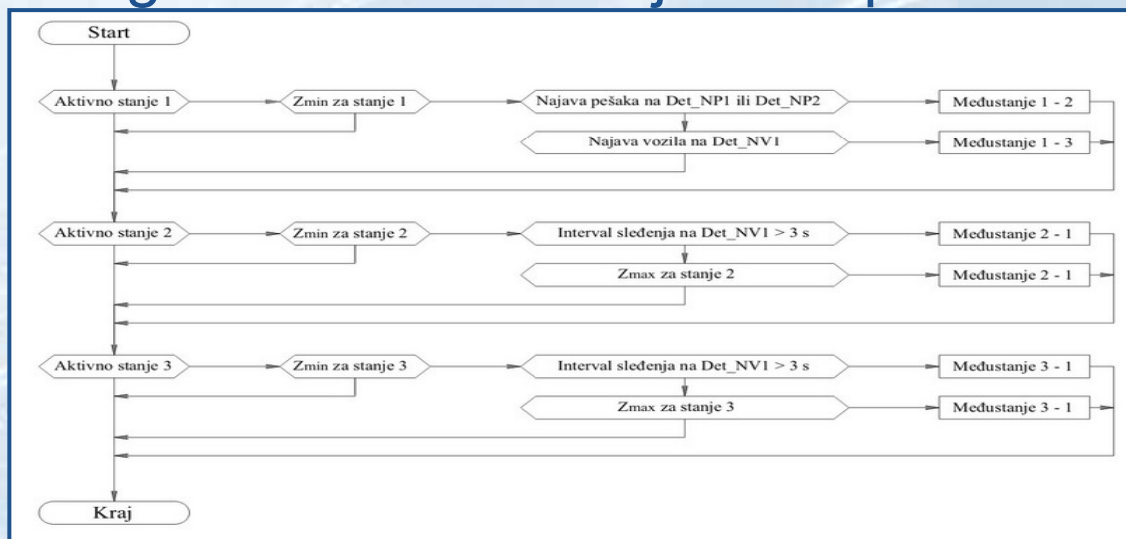 Start
Aktivno stanje 1
Zmin za stanje 1
Najava pešaka na Det_NP1 ili Det_NP2
Međustanje 1 - 2
Najava vozila na Det_NV1
Međustanje 1 - 3
Aktivno stanje 2
Zmin za stanje 2
Interval sleđenja na Det_NV1 > 3 s
Međustanje 2 - 1
Zmax za stanje 2
Međustanje 2 - 1
Aktivno stanje 3
Zmin za stanje 3
Interval sleđenja na Det_NV1 > 3 s
Međustanje 3 - 1
Zmax za stanje 3
Međustanje 3 - 1
Kraj